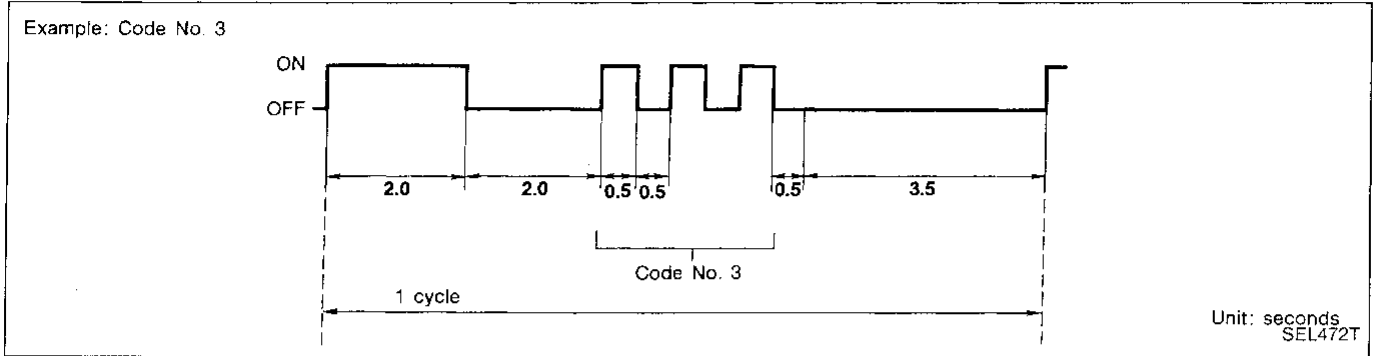 Example: Code No. 3
ON
OFF
2.0 2.0 0.5 0.5 0.5 3.5
Code No. 3
1 cycle
Unit: seconds
SEL472T